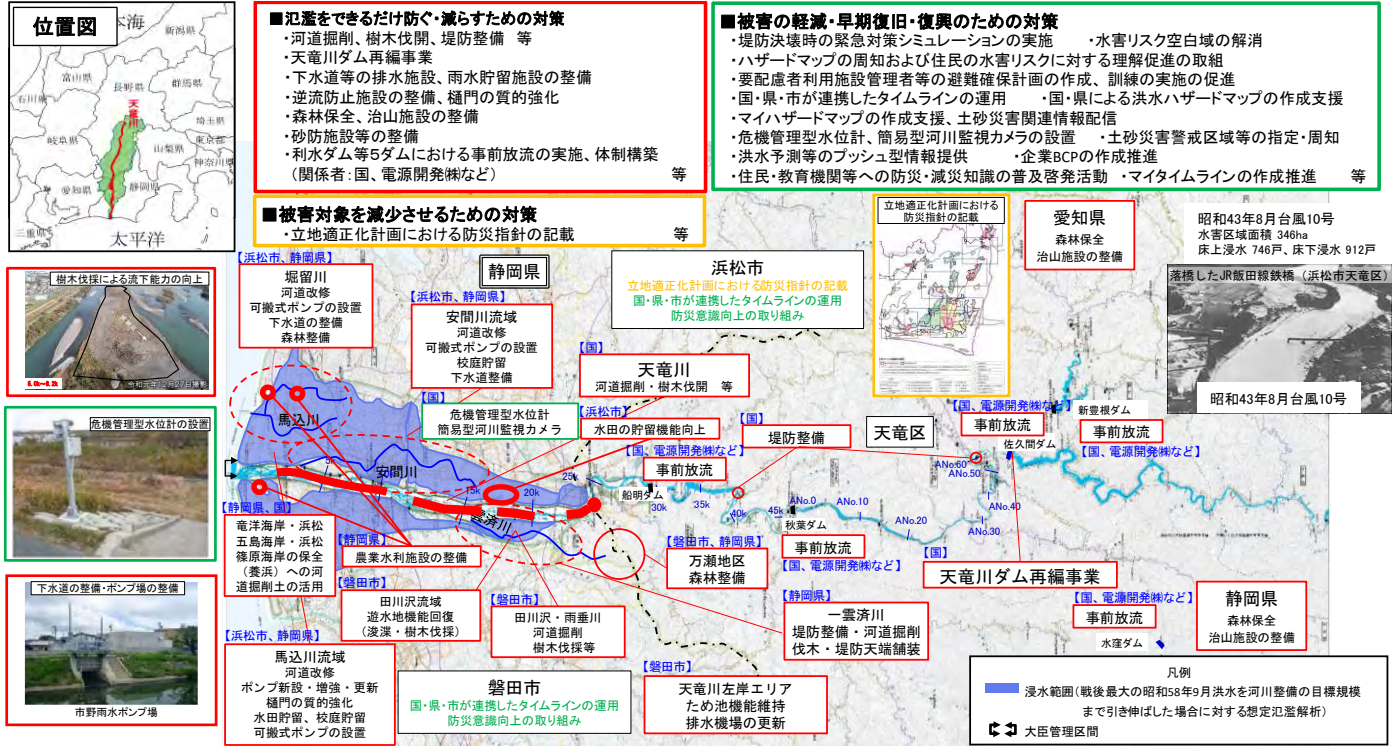 位置図
日本海
新潟県
富山県
長野県
群馬県
石川県
天竜川
埼玉県
岐阜県
東京都
山梨県
神奈川県
愛知県
静岡県
三重県
太平洋
■氾濫をできるだけ防ぐ・減らすための対策
・河道掘削、樹木伐開、堤防整備 等
・天竜川ダム再編事業
・下水道等の排水施設、雨水貯留施設の整備
・逆流防止施設の整備、樋門の質的強化
・森林保全、治山施設の整備
・砂防施設等の整備
・利水ダム等5ダムにおける事前放流の実施、体制構築
(関係者:国、電源開発㈱など) 等
■被害の軽減・早期復旧・復興のための対策
・堤防決壊時の緊急対策シミュレーションの実施 ・水害リスク空白域の解消
・ハザードマップの周知および住民の水害リスクに対する理解促進の取組
・要配慮者利用施設管理者等の避難確保計画の作成、訓練の実施の促進
・国・県・市が連携したタイムラインの運用 ・国・県による洪水ハザードマップの作成支援
・マイハザードマップの作成支援、土砂災害関連情報配信
・危機管理型水位計、簡易型河川監視カメラの設置 ・土砂災害警戒区域等の指定・周知
・洪水予測等のプッシュ型情報提供 ・企業BCPの作成推進
・住民・教育機関等への防災・減災知識の普及啓発活動 ・マイタイムラインの作成推進 等
■被害対象を減少させるための対策
・立地適正化計画における防災指針の記載 等
立地適正化計画における
防災指針の記載
愛知県
森林保全
治山施設の整備
昭和43年8月台風10号
水害区域面積 346ha
床上浸水 746戸、床下浸水 912戸
落橋したJR飯田線鉄橋(浜松市天竜区)
昭和43年8月台風10号
樹木伐採による流下能力の向上
5.0k~6.2k
令和元年12月27日撮影
危機管理型水位計の設置
下水道の整備・ポンプ場の整備
市野雨水ポンプ場
【浜松市、静岡県】
堀留川
河道改修
可搬式ポンプの設置
下水道の整備
森林整備
静岡県
【浜松市、静岡県】
安間川流域
河道改修
可搬式ポンプの設置
校庭貯留
下水道整備
浜松市
立地適正化計画における防災指針の記載
国・県・市が連携したタイムラインの運用
防災意識向上の取り組み
【国】
天竜川
河道掘削・樹木伐開 等
【国】
危機管理型水位計
簡易型河川監視カメラ
【浜松市】
水田の貯留機能向上
【国】
堤防整備
天竜区
【国、電源開発㈱など】
事前放流
佐久間ダム
新豊根ダム
事前放流
【国、電源開発㈱など】
【国、電源開発㈱など】
事前放流
馬込川
安間川
5k
15k
20k
25k
船明ダム
30k
35k
40k
45k
秋葉ダム
事前放流
【国、電源開発㈱など】
ANo.0
ANo.10
ANo.20
ANo.30
ANo.40
ANo.50
ANo.60
【国】
天竜川ダム再編事業
【静岡県、国】
竜洋海岸・浜松
五島海岸・浜松
篠原海岸の保全
(養浜)への河
道掘削土の活用
【静岡県】
農業水利施設の整備
【磐田市】
田川沢流域
遊水地機能回復
(浚渫・樹木伐採)
【磐田市】
田川沢・雨垂川
河道掘削
樹木伐採等
【磐田市、静岡県】
万瀬地区
森林整備
【静岡県】
一雲済川
堤防整備・河道掘削
伐木・堤防天端舗装
【浜松市、静岡県】
馬込川流域
河道改修
ポンプ新設・増強・更新
樋門の質的強化
水田貯留、校庭貯留
可搬式ポンプの設置
磐田市
国・県・市が連携したタイムラインの運用
防災意識向上の取り組み
【磐田市】
天竜川左岸エリア
ため池機能維持
排水機場の更新
【国、電源開発㈱など】
事前放流
水窪ダム
静岡県
森林保全
治山施設の整備
凡例
浸水範囲(戦後最大の昭和58年9月洪水を河川整備の目標規模
まで引き伸ばした場合に対する想定氾濫解析)
大臣管理区間